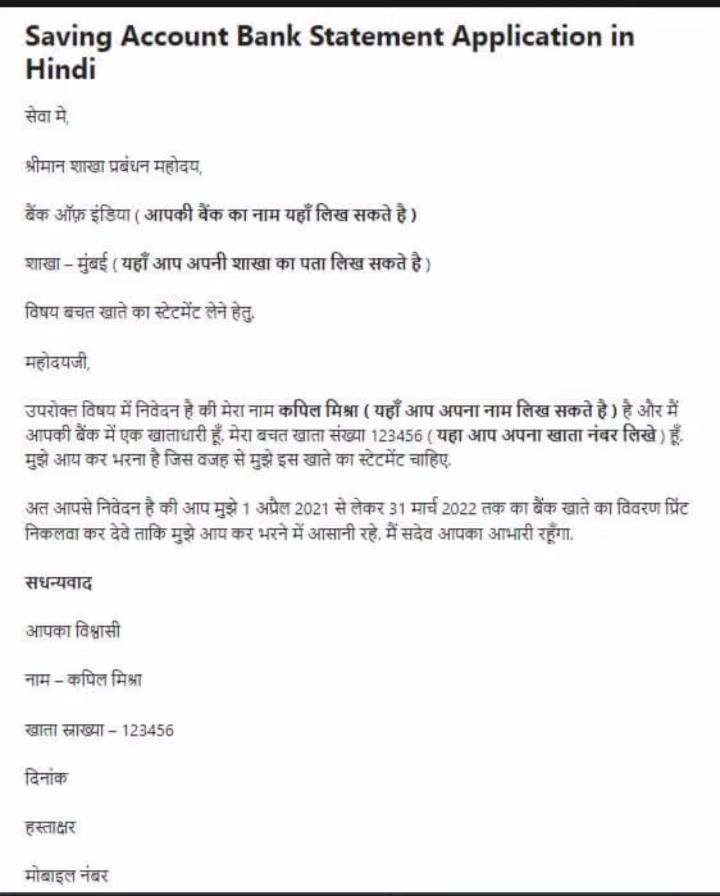 Saving Account Bank Statement Application in
Hindi
सेवा मे,
श्रीमान शाखा प्रबंधन महोदय,
बैंक ऑफ़ इंडिया ( आपकी बैंक का नाम यहाँ लिख सकते है )
शाखा – मुंबई ( यहाँ आप अपनी शाखा का पता लिख सकते है )
विषय बचत खाते का स्टेटमेंट लेने हेतु.
महोदयजी,
उपरोक्त विषय में निवेदन है की मेरा नाम कपिल मिश्रा ( यहाँ आप अपना नाम लिख सकते है ) है और मैं
आपकी बैंक में एक खाताधारी हूँ. मेरा बचत खाता संख्या 123456 ( यहा आप अपना खाता नंबर लिखे ) हूँ.
मुझे आय कर भरना है जिस वजह से मुझे इस खाते का स्टेटमेंट चाहिए.
अत आपसे निवेदन है की आप मुझे 1 अप्रैल 2021 से लेकर 31 मार्च 2022 तक का बैंक खाते का विवरण प्रिंट
निकलवा कर देवे ताकि मुझे आय कर भरने में आसानी रहे. मैं सदेव आपका आभारी रहूँगा.
सधन्यवाद
आपका विश्वासी
नाम – कपिल मिश्रा
खाता स्राख्या – 123456
दिनांक
हस्ताक्षर
मोबाइल नंबर